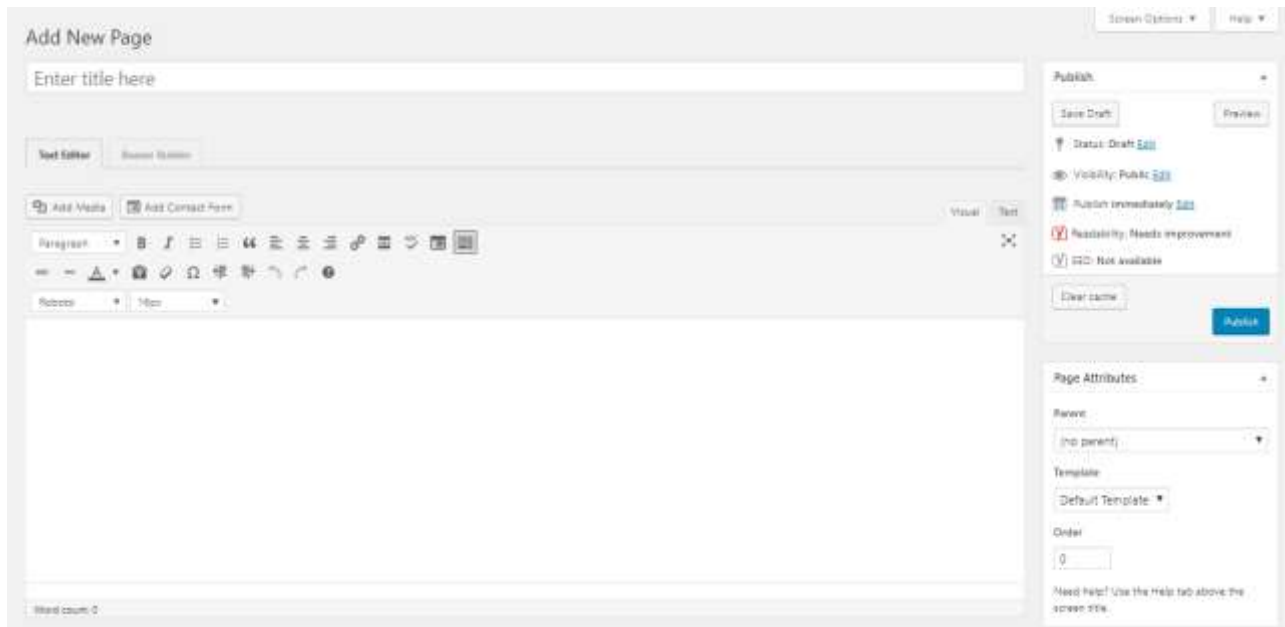 Screen Options ▼ Help ▼
Add New Page
Enter title here
Text Editor
Add Media Add Contact Form
Visual Text
Paragraph
Word count: 0
Publish
Save Draft Preview
Status: Draft Edit
Visibility: Public Edit
Publish immediately Edit
Readability: Needs improvement
SEO: Not available
Clear cache
Publish
Page Attributes
Parent
(no parent)
Template
Default Template
Order
0
Need help? Use the Help tab above the
screen title.